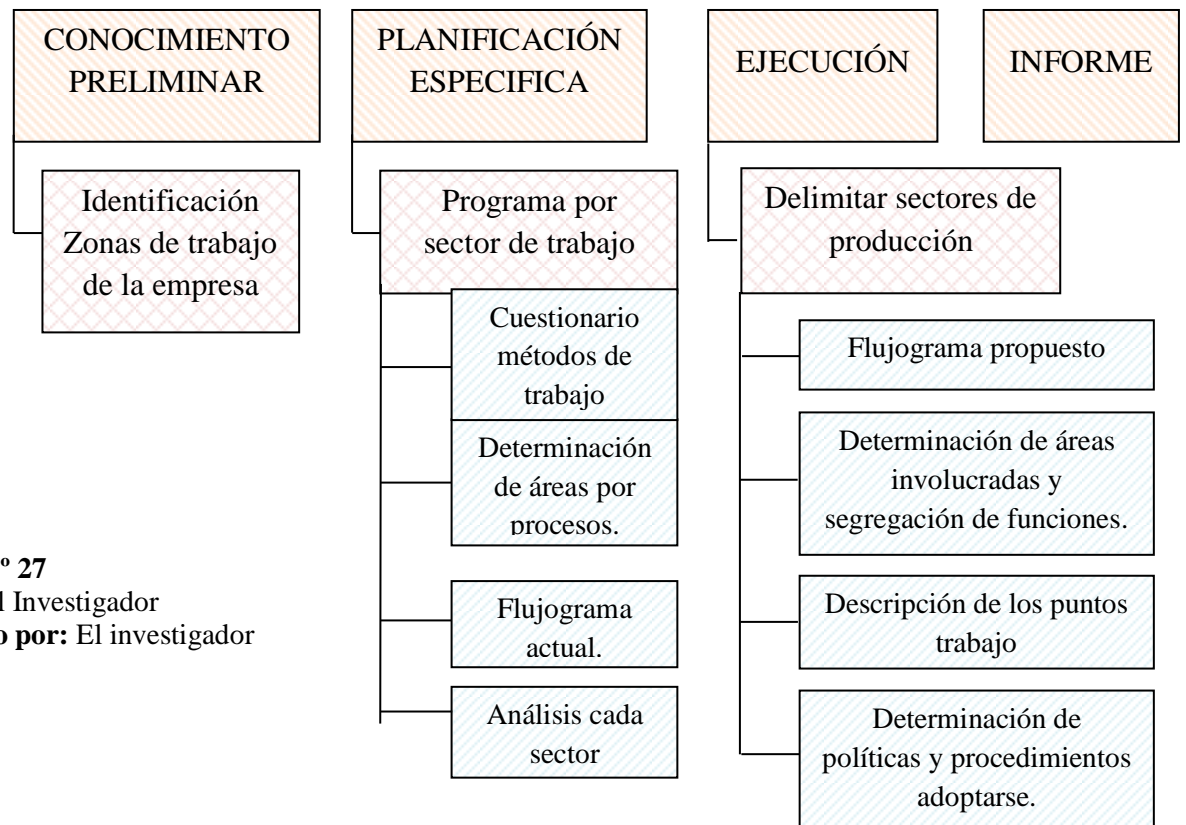 CONOCIMIENTO
PRELIMINAR
Identificación
Zonas de trabajo
de la empresa
PLANIFICACIÓN
ESPECIFICA
Programa por
sector de trabajo
Cuestionario
métodos de
trabajo
Determinación
de áreas por
procesos.
Flujograma
actual.
Análisis cada
sector
EJECUCIÓN
Delimitar sectores de
producción
Flujograma propuesto
Determinación de áreas
involucradas y
segregación de funciones.
Descripción de los puntos
trabajo
Determinación de
políticas y procedimientos
adoptarse.
INFORME
º 27
l Investigador
o por: El investigador